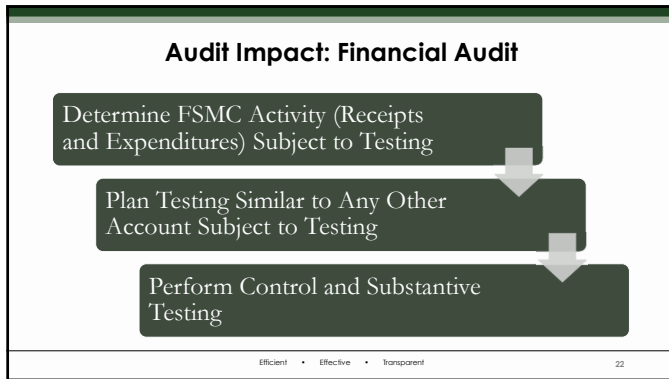 Audit Impact: Financial Audit
Determine FSMC Activity (Receipts
and Expenditures) Subject to Testing
Plan Testing Similar to Any Other
Account Subject to Testing
Perform Control and Substantive
Testing
Efficient • Effective • Transparent
22